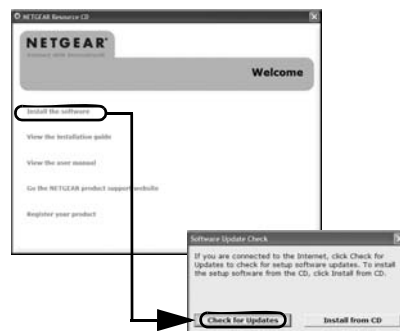 NETGEAR Resource CD
NETGEAR®
Welcome
Install the software
View the installation guide
View the user manual
Go the NETGEAR product support website
Register your product
Software Update Check
If you are connected to the Internet, click Check for
Updates to check for setup software updates. To install
the setup software from the CD, click Install from CD.
Check for Updates
Install from CD